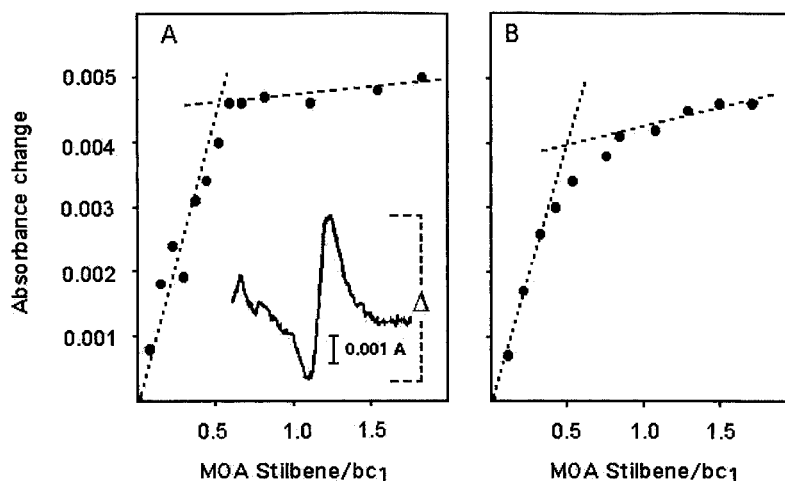 A
B
Absorbance change
0.005
0.004
0.003
0.002
0.001
Δ
0.001 A
0.5
1.0
1.5
0.5
1.0
1.5
MOA Stilbene/bc₁
MOA Stilbene/bc₁